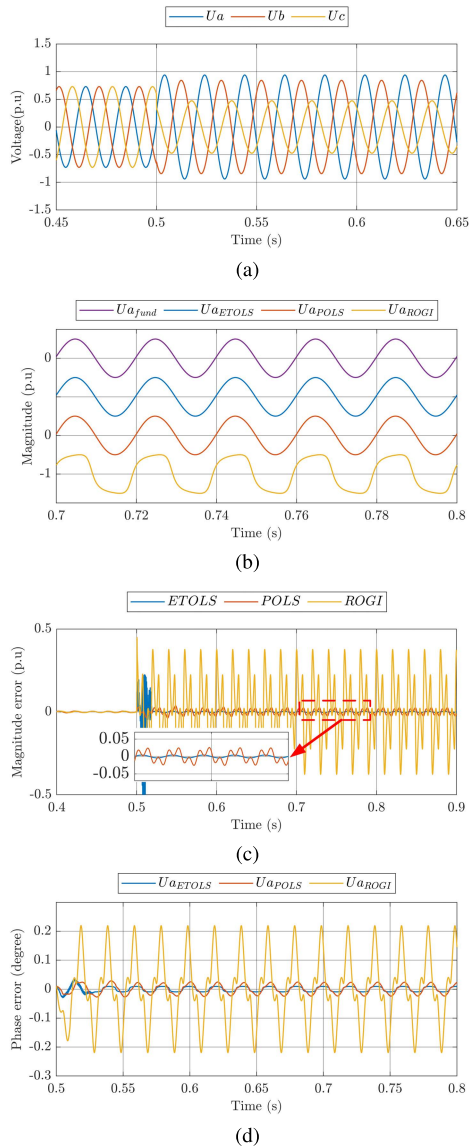 Ua Ub Uc
1.5
1
0.5
0
-0.5
-1
-1.5
Voltage(p.u)
0.45 0.5 0.55 0.6 0.65
Time (s)
(a)
Ua_fund Ua_ETOLS Ua_POLS Ua_ROGI
0
0
-1
Magnitude (p.u)
0.7 0.72 0.74 0.76 0.78 0.8
Time (s)
(b)
ETOLS POLS ROGI
0.5
0
-0.5
Magnitude error (p.u)
0.05
0
-0.05
0.4 0.5 0.6 0.7 0.8 0.9
Time (s)
(c)
Ua_ETOLS Ua_POLS Ua_ROGI
0.2
0.1
0
-0.1
-0.2
-0.3
Phase error (degree)
0.5 0.55 0.6 0.65 0.7 0.75 0.8
Time (s)
(d)